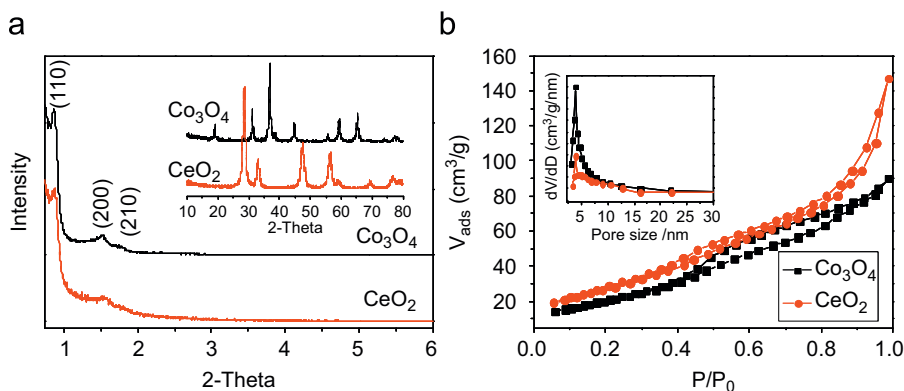 a
Intensity
(110)
(200)
(210)
Co3O4
CeO2
10 20 30 40 50 60 70 80
2-Theta
Co3O4
CeO2
1 2 3 4 5 6
2-Theta
b
Vads (cm3/g)
160
140
120
100
80
60
40
20
dV/dD (cm3/g/nm)
5 10 15 20 25 30
Pore size /nm
Co3O4
CeO2
0.0 0.2 0.4 0.6 0.8 1.0
P/P0